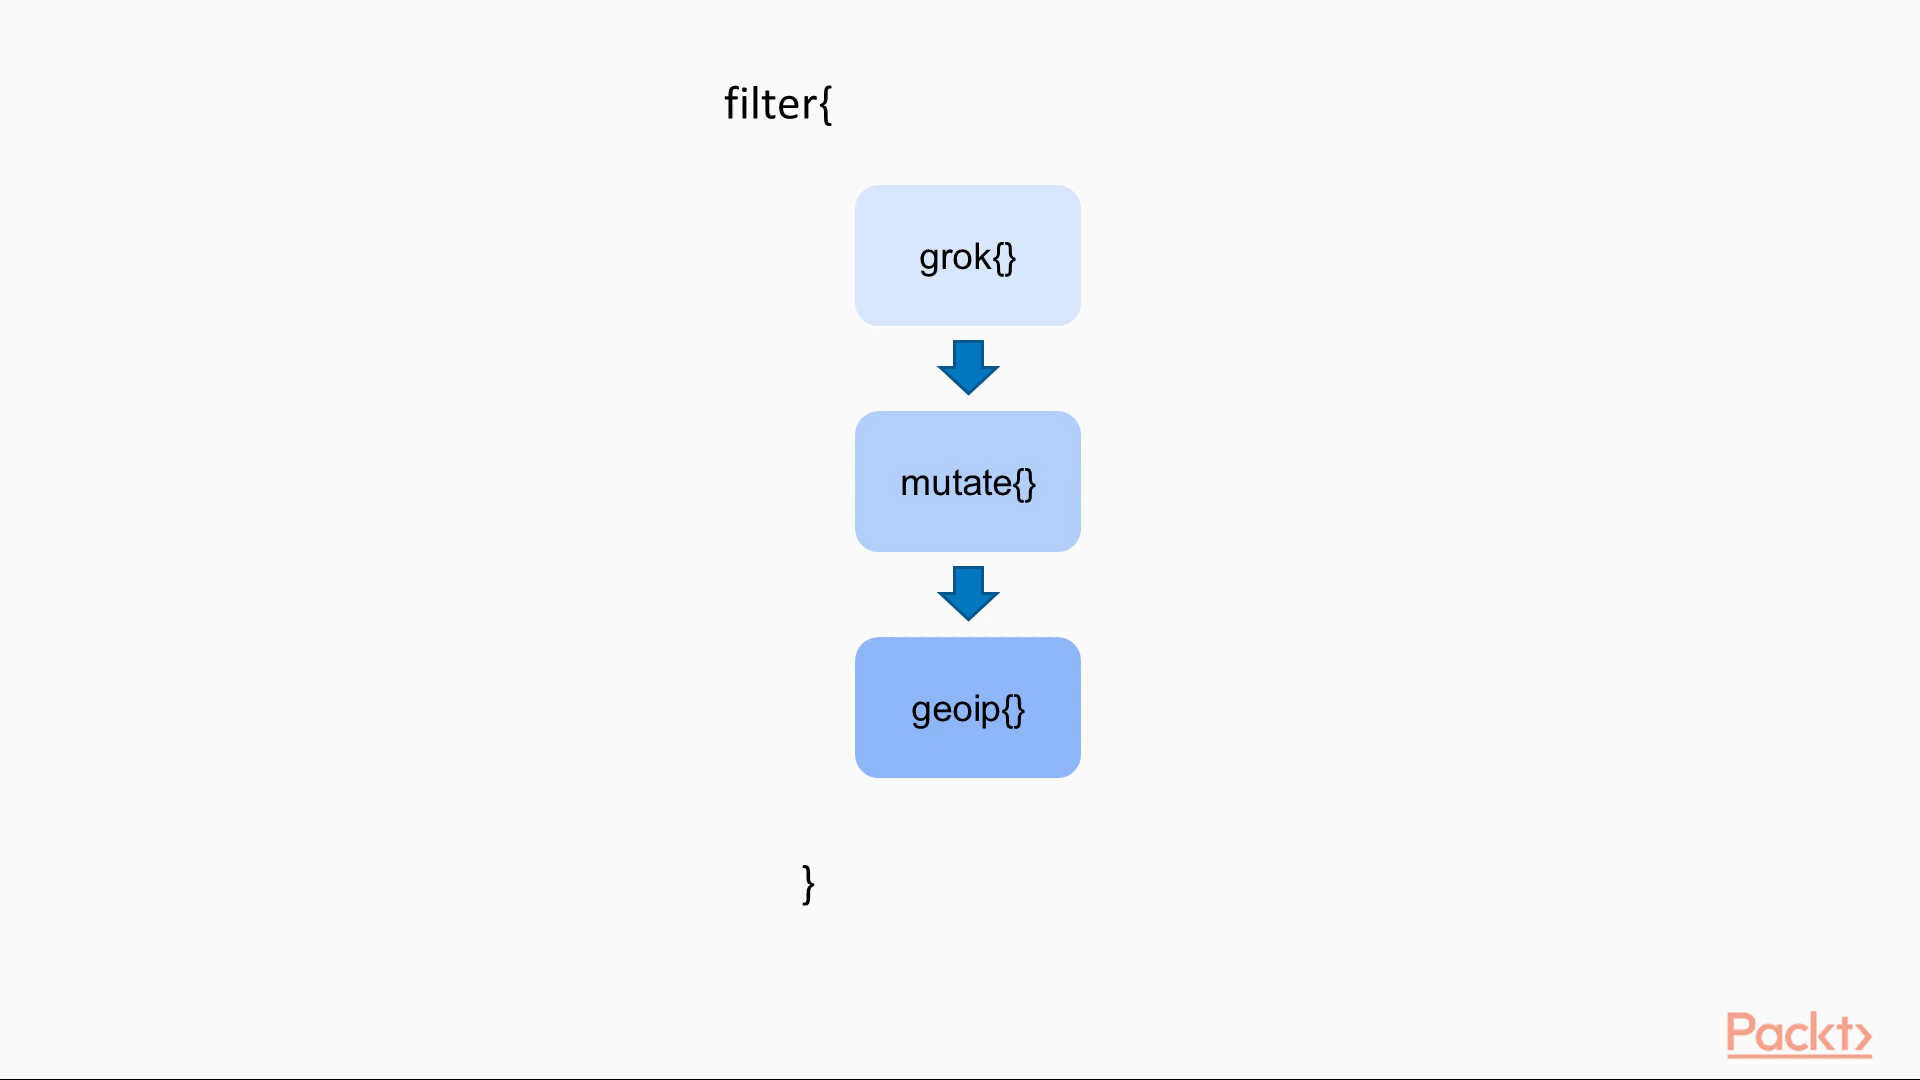 filter{
grok{}
mutate{}
geoip{}
}
Packt>